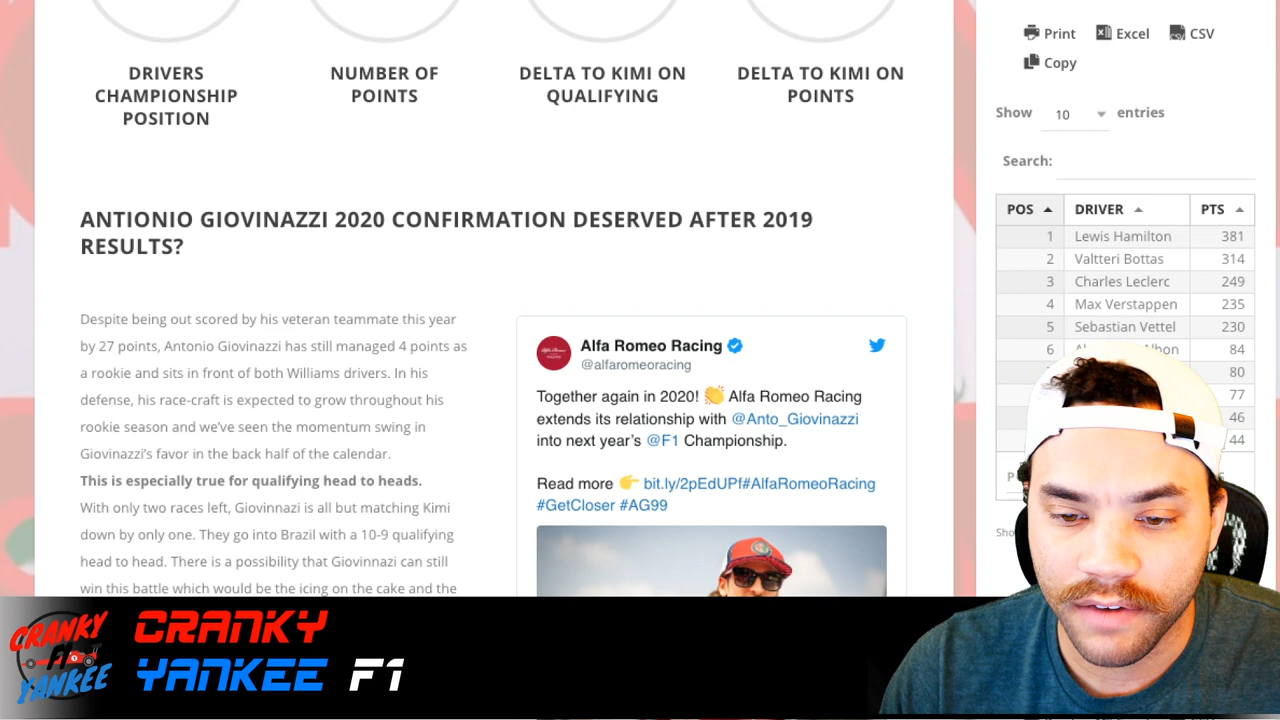 DRIVERS
CHAMPIONSHIP
POSITION
NUMBER OF
POINTS
DELTA TO KIMI ON
QUALIFYING
DELTA TO KIMI ON
POINTS
ANTIONIO GIOVINAZZI 2020 CONFIRMATION DESERVED AFTER 2019
RESULTS?
Despite being out scored by his veteran teammate this year
by 27 points, Antonio Giovinazzi has still managed 4 points as
a rookie and sits in front of both Williams drivers. In his
defense, his race-craft is expected to grow throughout his
rookie season and we've seen the momentum swing in
Giovinazzi's favor in the back half of the calendar.
This is especially true for qualifying head to heads.
With only two races left, Giovinnazi is all but matching Kimi
down by only one. They go into Brazil with a 10-9 qualifying
head to head. There is a possibility that Giovinnazi can still
win this battle which would be the icing on the cake and the
Alfa Romeo Racing
@alfaromeoracing
Together again in 2020! 👏 Alfa Romeo Racing
extends its relationship with @Anto_Giovinazzi
into next year's @F1 Championship.
Read more 👉 bit.ly/2pEdUPf#AlfaRomeoRacing
#GetCloser #AG99
Print Excel CSV
Copy
Show 10 entries
Search:
POS DRIVER PTS
1 Lewis Hamilton 381
2 Valtteri Bottas 314
3 Charles Leclerc 249
4 Max Verstappen 235
5 Sebastian Vettel 230
6 84
80
77
46
44
CRANKY
F1
YANKEE
CRANKY
YANKEE F1